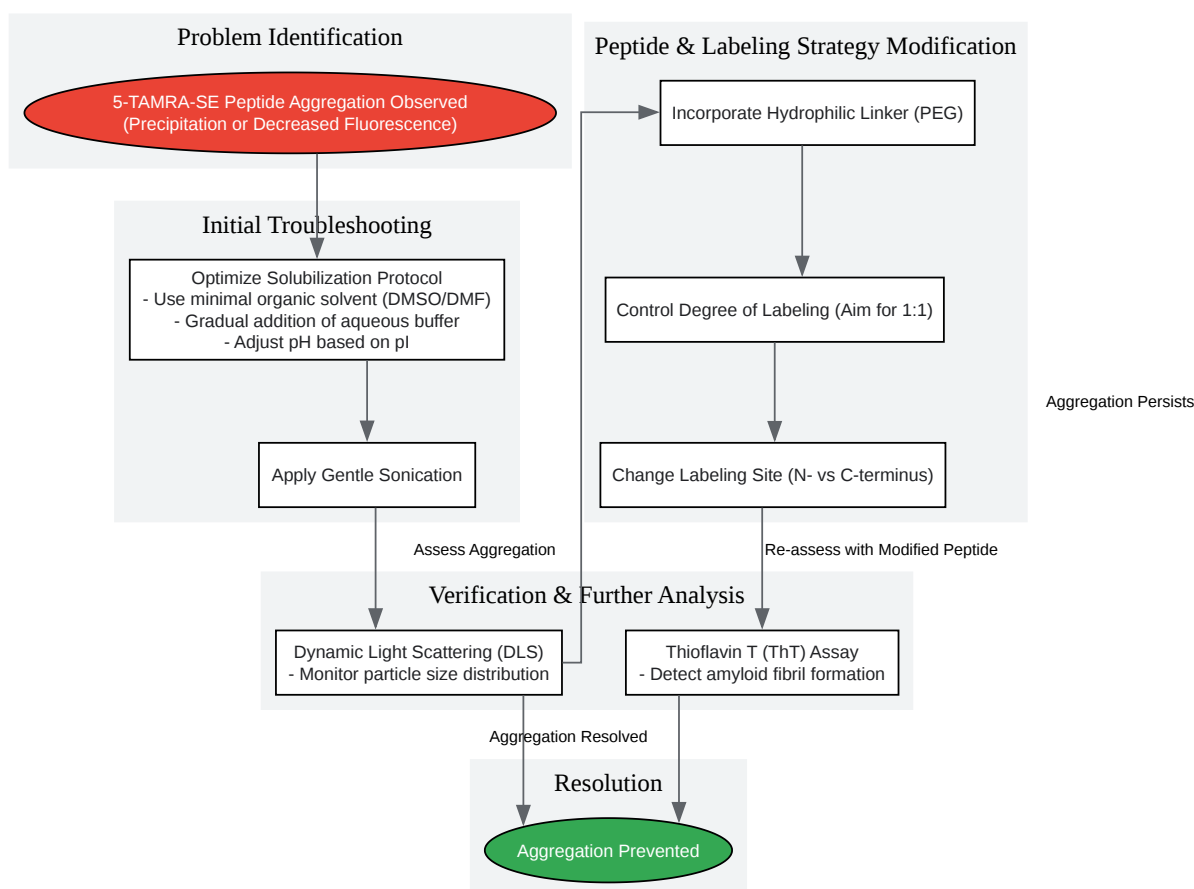 Problem Identification
5-TAMRA-SE Peptide Aggregation Observed
(Precipitation or Decreased Fluorescence)
Initial Troubleshooting
Optimize Solubilization Protocol
- Use minimal organic solvent (DMSO/DMF)
- Gradual addition of aqueous buffer
- Adjust pH based on pI
Apply Gentle Sonication
Peptide & Labeling Strategy Modification
Incorporate Hydrophilic Linker (PEG)
Control Degree of Labeling (Aim for 1:1)
Change Labeling Site (N- vs C-terminus)
Aggregation Persists
Assess Aggregation
Re-assess with Modified Peptide
Verification & Further Analysis
Dynamic Light Scattering (DLS)
- Monitor particle size distribution
Thioflavin T (ThT) Assay
- Detect amyloid fibril formation
Aggregation Resolved
Resolution
Aggregation Prevented